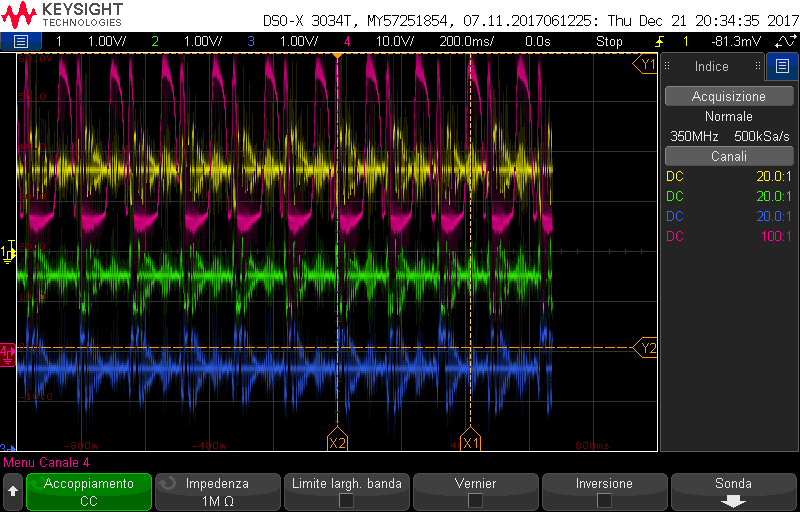 KEYSIGHT
TECHNOLOGIES
DSO-X 3034T, MY57251854, 07.11.2017061225: Thu Dec 21 20:34:35 2017
1 1.00V/ 2 1.00V/ 3 1.00V/ 4 10.0V/ 200.0ms/ 0.0s Stop 1 -81.3mV
Y1
Indice
Acquisizione
Normale
350MHz 500kSa/s
Canali
DC 20.0:1
DC 20.0:1
DC 20.0:1
DC 100:1
1
T
4
Y2
3
-800m -400m 800ms
X2 X1
Menu Canale 4
Accoppiamento
CC
Impedenza
1M Ω
Limite largh. banda
Vernier
Inversione
Sonda